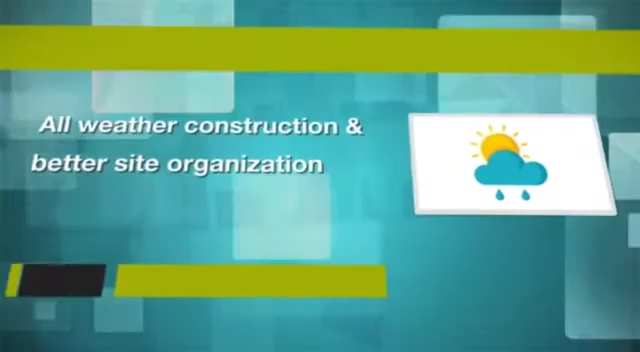 All weather construction &
better site organization